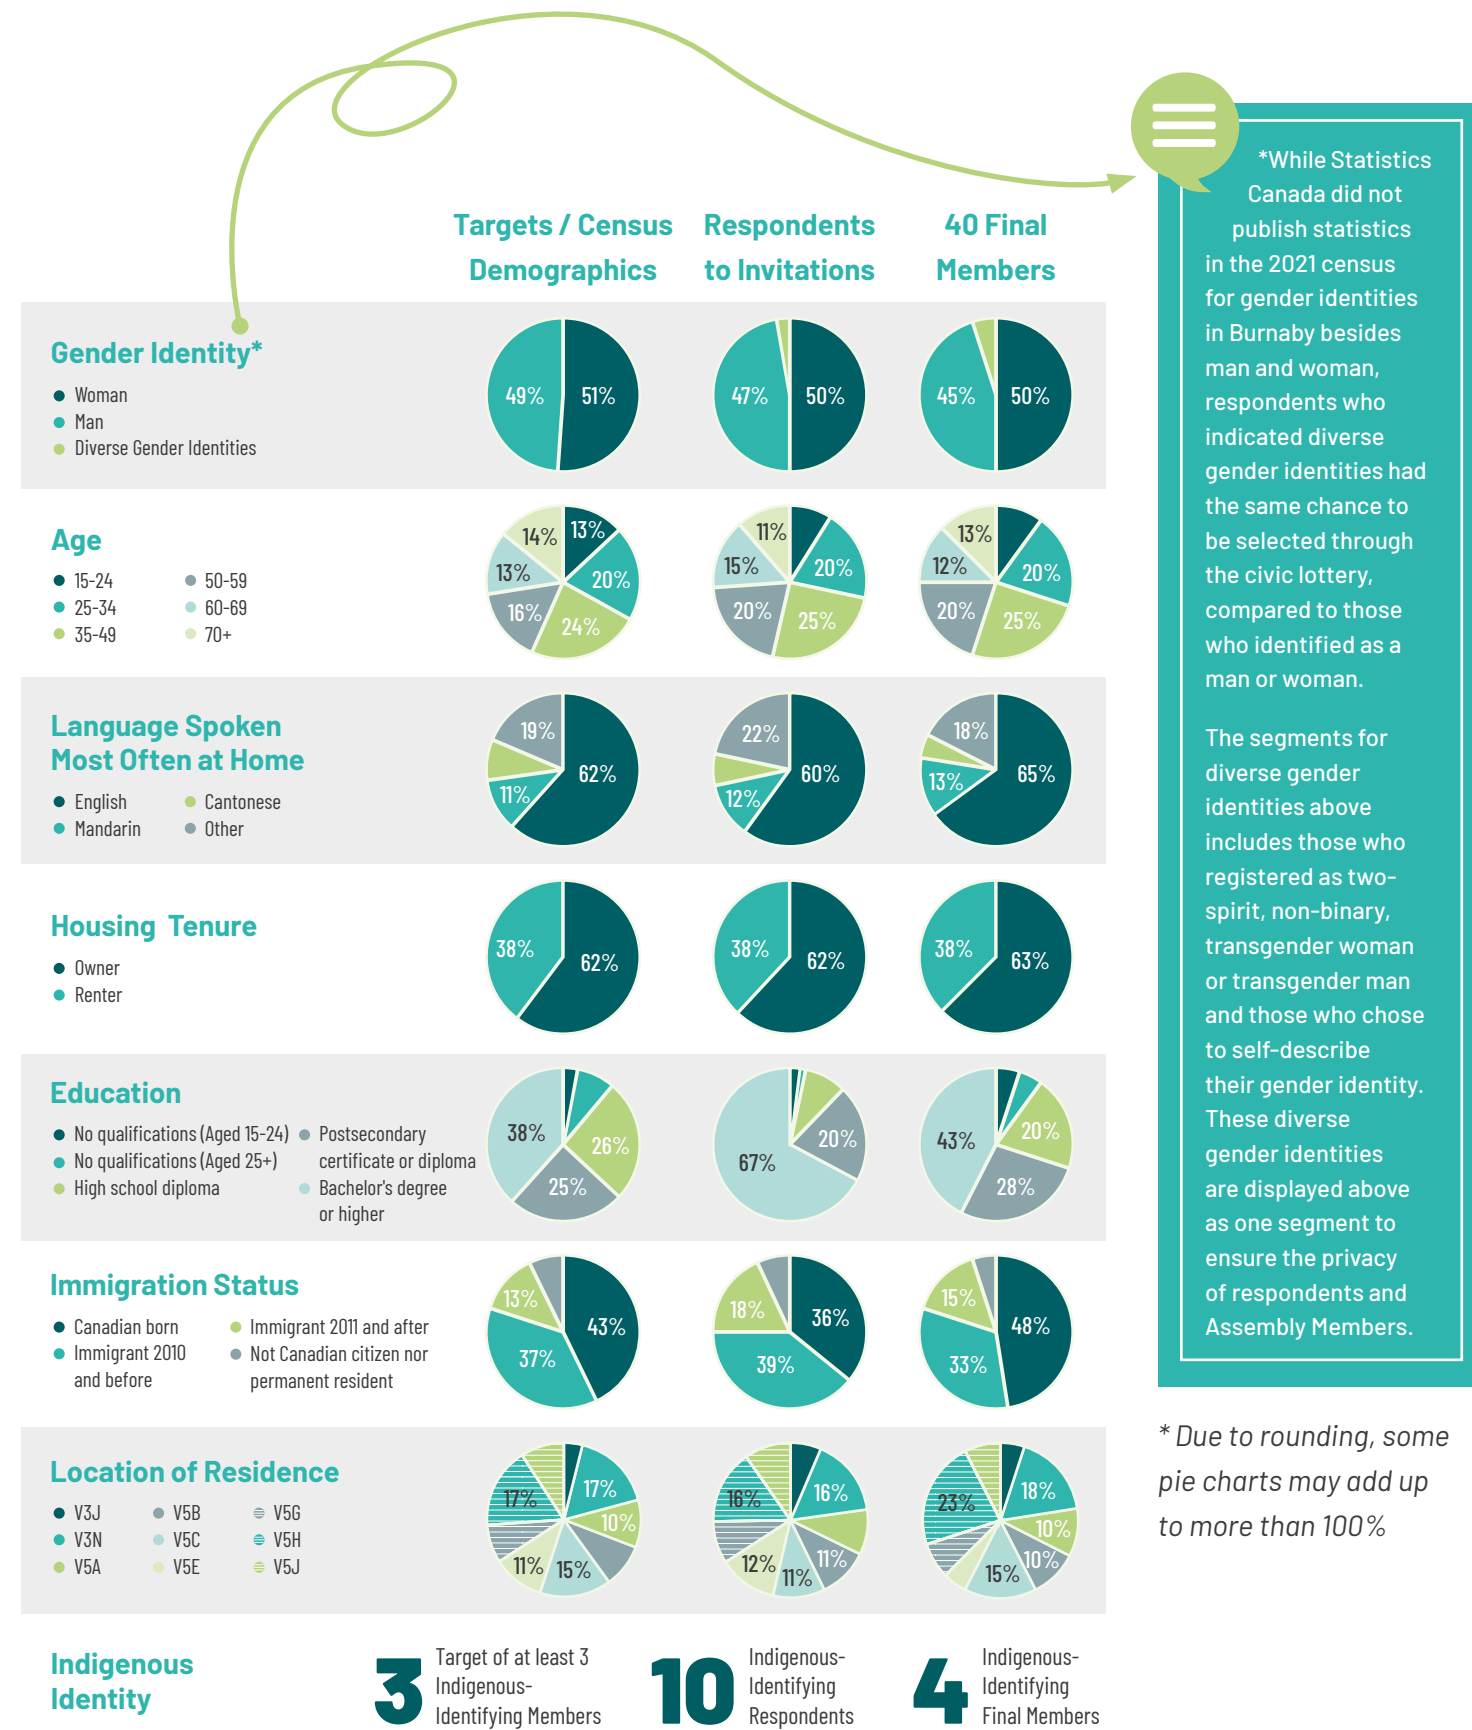 Targets / Census
Demographics
Respondents
to Invitations
40 Final
Members
Gender Identity*
Woman
Man
Diverse Gender Identities
49%
51%
47%
50%
45%
50%
Age
15-24
25-34
35-49
50-59
60-69
70+
13%
20%
24%
16%
13%
14%
20%
25%
20%
15%
11%
20%
25%
20%
12%
13%
Language Spoken
Most Often at Home
English
Mandarin
Cantonese
Other
62%
11%
19%
60%
12%
22%
65%
13%
18%
Housing Tenure
Owner
Renter
38%
62%
38%
62%
38%
63%
Education
No qualifications (Aged 15-24)
No qualifications (Aged 25+)
High school diploma
Postsecondary
certificate or diploma
Bachelor's degree
or higher
38%
26%
25%
20%
67%
43%
20%
28%
Immigration Status
Canadian born
Immigrant 2010
and before
Immigrant 2011 and after
Not Canadian citizen nor
permanent resident
13%
43%
37%
18%
36%
39%
15%
48%
33%
Location of Residence
V3J
V3N
V5A
V5B
V5C
V5E
V5G
V5H
V5J
17%
17%
10%
11%
15%
16%
16%
11%
12%
11%
23%
18%
10%
10%
15%
Indigenous
Identity
3
Target of at least 3
Indigenous-
Identifying Members
10
Indigenous-
Identifying
Respondents
4
Indigenous-
Identifying
Final Members
*While Statistics
Canada did not
publish statistics
in the 2021 census
for gender identities
in Burnaby besides
man and woman,
respondents who
indicated diverse
gender identities had
the same chance to
be selected through
the civic lottery,
compared to those
who identified as a
man or woman.
The segments for
diverse gender
identities above
includes those who
registered as two-
spirit, non-binary,
transgender woman
or transgender man
and those who chose
to self-describe
their gender identity.
These diverse
gender identities
are displayed above
as one segment to
ensure the privacy
of respondents and
Assembly Members.
* Due to rounding, some
pie charts may add up
to more than 100%